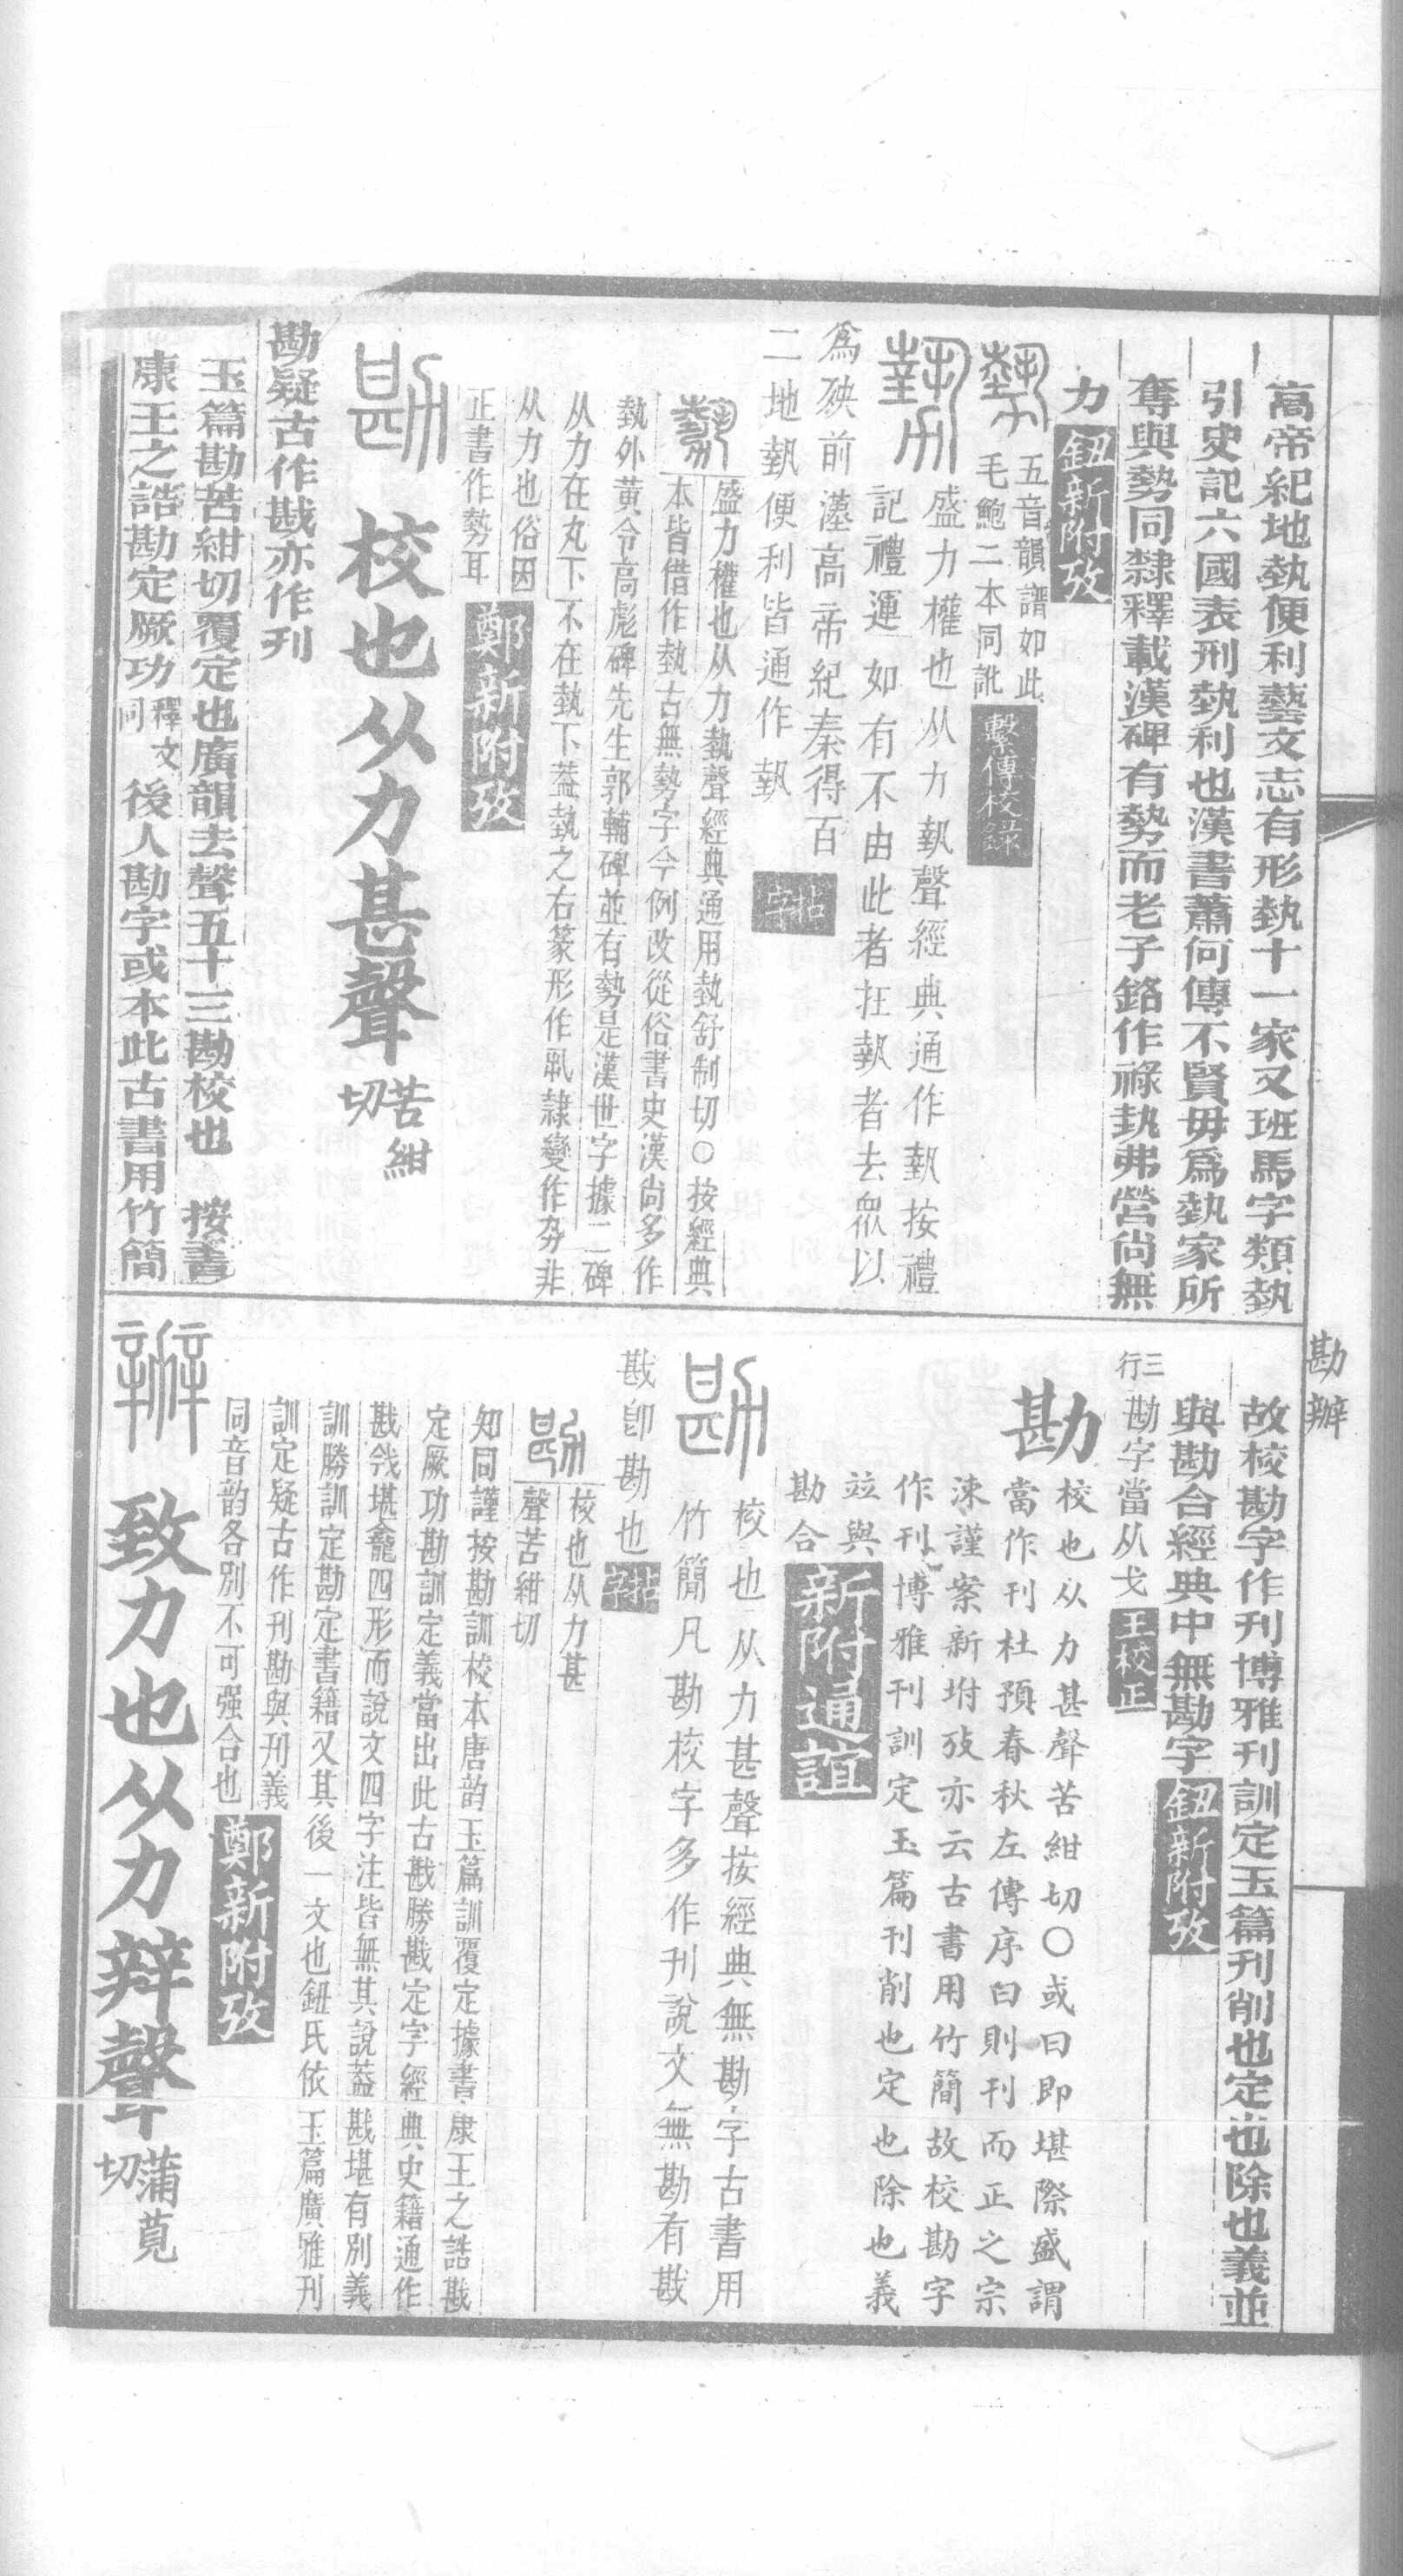 高帝紀地埶便利藝文志有形埶十一家又班馬字類埶
引史記六國表刑埶利也漢書蕭何傳不賢毋爲埶家所
奪與勢同隸釋載漢碑有勢而老子銘作祿埶弗營尚無
力 鈕新附攷
五音韻譜如此
毛鮑二本同訛 繫傳校錄
盛力權也从力埶聲經典通作埶按禮
記禮運如有不由此者在埶者去衆以
爲殃前漢高帝紀秦得百
二地埶便利皆通作埶 拈字
盛力權也从力埶聲經典通用埶舒制切○按經典
本皆借作埶古無勢字今例改從俗書史漢尚多作
埶外黃令高彪碑先生郭輔碑並有勢是漢世字據二碑
从力在丸下不在埶下葢埶之右篆形作丮隸變作丸非
从力也俗因
正書作勢耳 鄭新附攷
勘 校也从力甚聲 苦紺
切
勘疑古作戡亦作刊
玉篇勘苦紺切覆定也廣韻去聲五十三勘校也 按書
康王之誥勘定厥功 釋文
同 後人勘字或本此古書用竹簡
勘辦
故校勘字作刊博雅刊訓定玉篇刊削也定也除也義並
與勘合經典中無勘字 鈕新附攷
三
行 勘字當从戈 王校正
勘 校也从力甚聲苦紺切○或曰即堪際盛謂
當作刊杜預春秋左傳序曰則刊而正之宗
涑謹案新坿攷亦云古書用竹簡故校勘字
作刊博雅刊訓定玉篇刊削也定也除也義
竝與
勘合 新附通誼
勘 校也从力甚聲按經典無勘字古書用
竹簡凡勘校字多作刊說文無勘有戡
戡卽勘也 拈字
勘 校也从力甚
聲苦紺切
知同謹按勘訓校本唐韵玉篇訓覆定據書康王之誥戡
定厥功勘訓定義當出此古戡勝戡定字經典史籍通作
戡㦰堪龕四形而說文四字注皆無其說葢戡堪有別義
訓勝訓定勘定書籍又其後一文也鈕氏依玉篇廣雅刊
訓定疑古作刊勘與刊義
同音韵各別不可强合也 鄭新附攷
辦 致力也从力辡聲 蒲莧
切